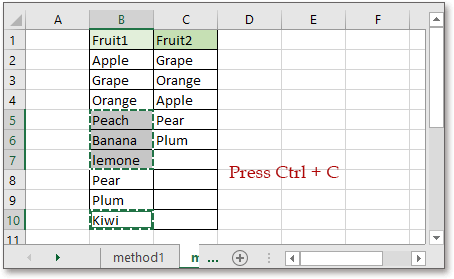 A B C D E F
1 Fruit1 Fruit2
2 Apple Grape
3 Grape Orange
4 Orange Apple
5 Peach Pear
6 Banana Plum
7 lemone
8 Pear
9 Plum
10 Kiwi
11
Press Ctrl + C
method1 m ...